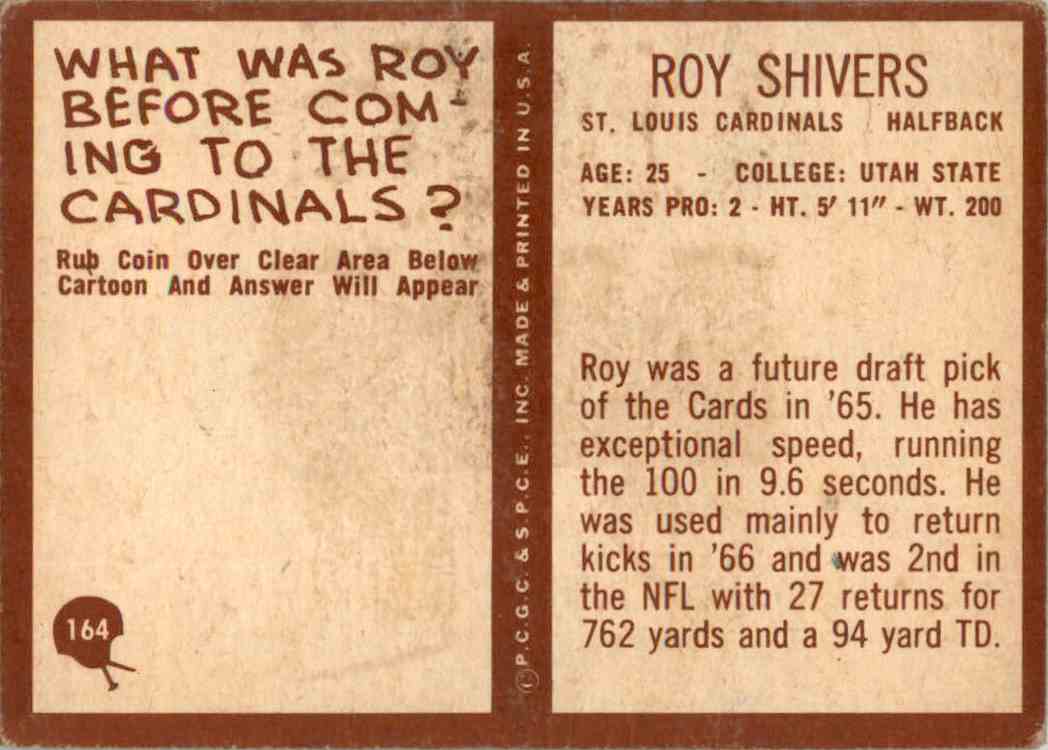 WHAT WAS ROY
BEFORE COM-
ING TO THE
CARDINALS?
Rub Coin Over Clear Area Below
Cartoon And Answer Will Appear
164
© P.C.G.C. & S.P.C.E., INC. MADE & PRINTED IN U.S.A.
ROY SHIVERS
ST. LOUIS CARDINALS HALFBACK
AGE: 25 - COLLEGE: UTAH STATE
YEARS PRO: 2 - HT. 5' 11" - WT. 200
Roy was a future draft pick
of the Cards in '65. He has
exceptional speed, running
the 100 in 9.6 seconds. He
was used mainly to return
kicks in '66 and was 2nd in
the NFL with 27 returns for
762 yards and a 94 yard TD.